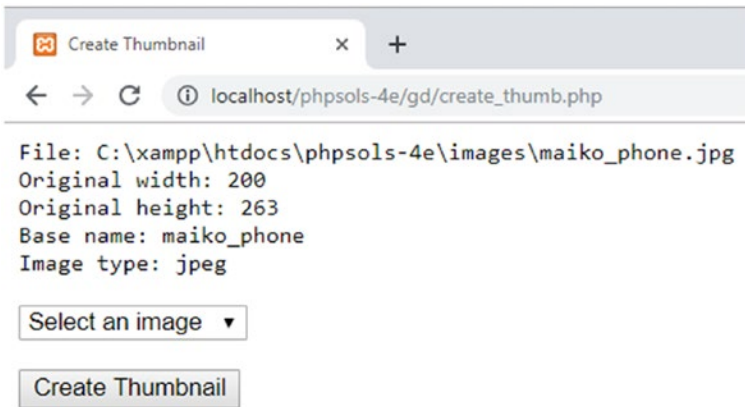 Create Thumbnail
localhost/phpsols-4e/gd/create_thumb.php
File: C:\xampp\htdocs\phpsols-4e\images\maiko_phone.jpg
Original width: 200
Original height: 263
Base name: maiko_phone
Image type: jpeg
Select an image
Create Thumbnail